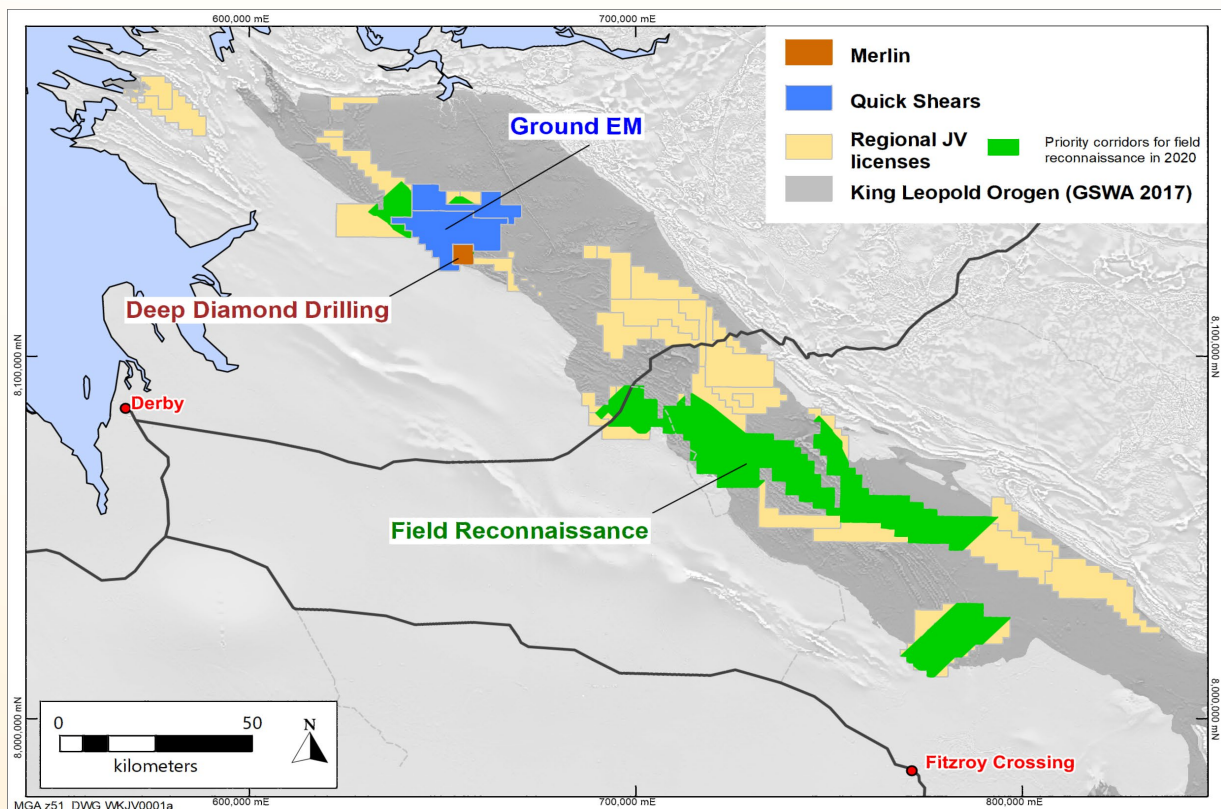 600,000 mE
700,000 mE
Merlin
Quick Shears
Regional JV
licenses
Priority corridors for field
reconnaissance in 2020
King Leopold Orogen (GSWA 2017)
Ground EM
Deep Diamond Drilling
8,100,000 mN
8,100,000 mN
Derby
Field Reconnaissance
8,000,000 mN
8,000,000 mN
0
50
kilometers
N
Fitzroy Crossing
600,000 mE
700,000 mE
800,000 mE
MGA z51 DWG WKJV0001a